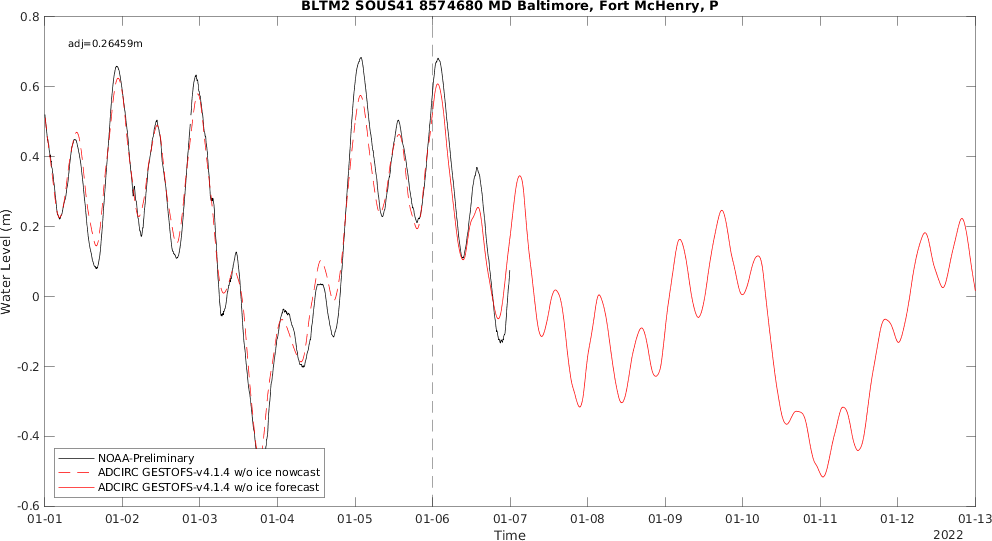 BLTM2 SOUS41 8574680 MD Baltimore, Fort McHenry, P
adj=0.26459m
0.8
0.6
0.4
0.2
0
-0.2
-0.4
-0.6
Water Level (m)
NOAA-Preliminary
ADCIRC GESTOFS-v4.1.4 w/o ice nowcast
ADCIRC GESTOFS-v4.1.4 w/o ice forecast
01-01 01-02 01-03 01-04 01-05 01-06 01-07 01-08 01-09 01-10 01-11 01-12 01-13
Time
2022